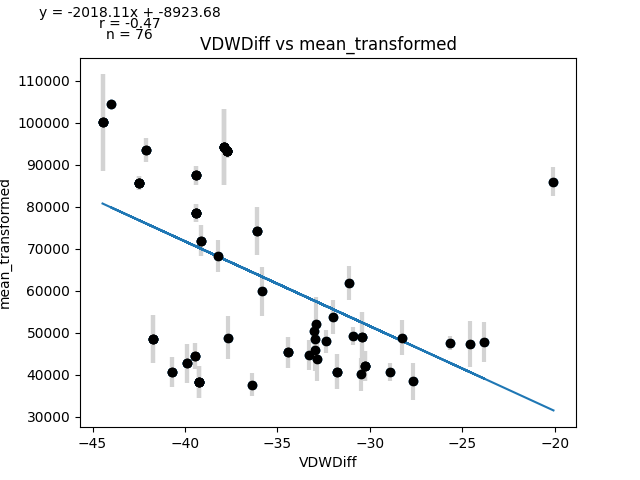 y = -2018.11x + -8923.68
r = -0.47
n = 76
VDWDiff vs mean_transformed
110000
100000
90000
80000
70000
60000
50000
40000
30000
mean_transformed
−45
−40
−35
−30
−25
−20
VDWDiff